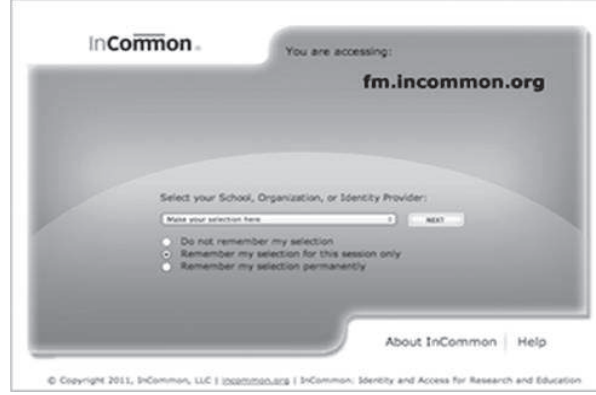 InCommon®
You are accessing:
fm.incommon.org
Select your School, Organization, or Identity Provider:
Make your selection here
NEXT
Do not remember my selection
Remember my selection for this session only
Remember my selection permanently
About InCommon | Help
© Copyright 2011, InCommon, LLC | incommon.org | InCommon: Identity and Access for Research and Education